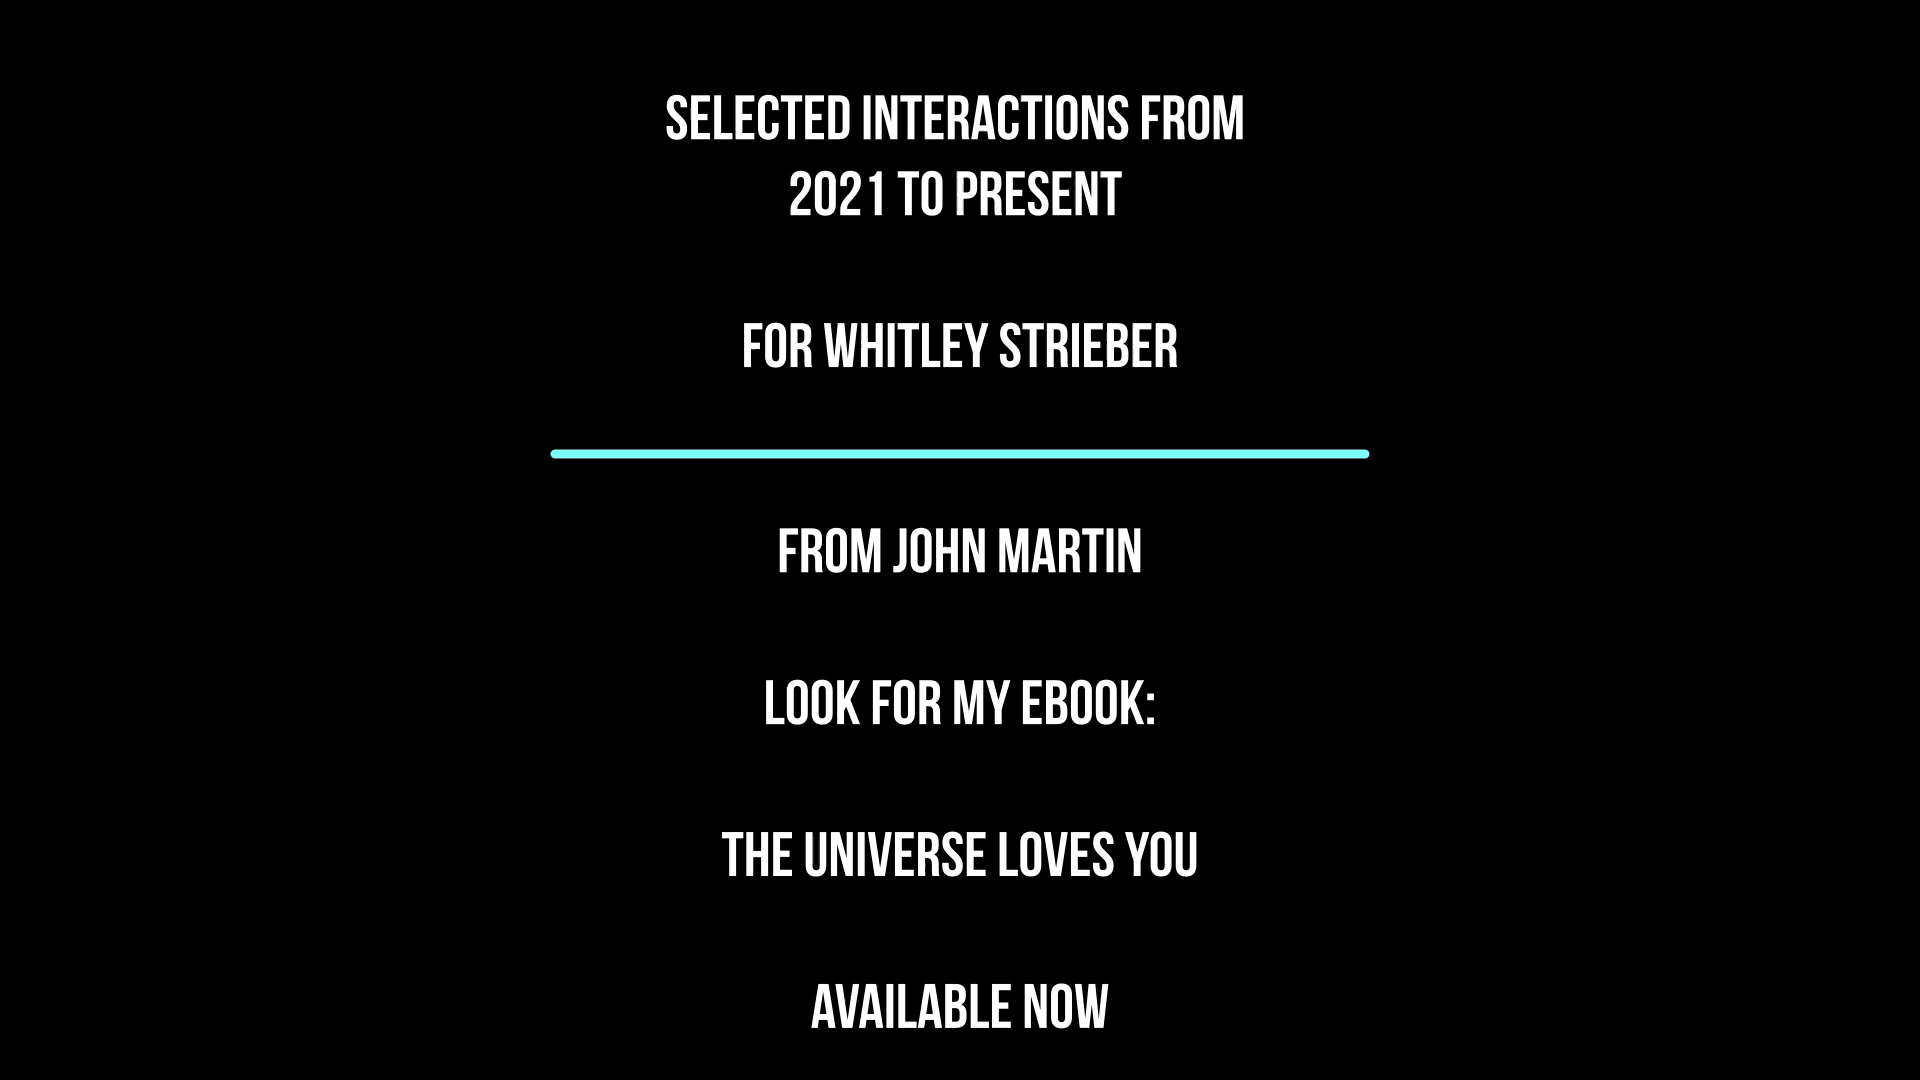 SELECTED INTERACTIONS FROM
2021 TO PRESENT
FOR WHITLEY STRIEBER
FROM JOHN MARTIN
LOOK FOR MY EBOOK:
THE UNIVERSE LOVES YOU
AVAILABLE NOW